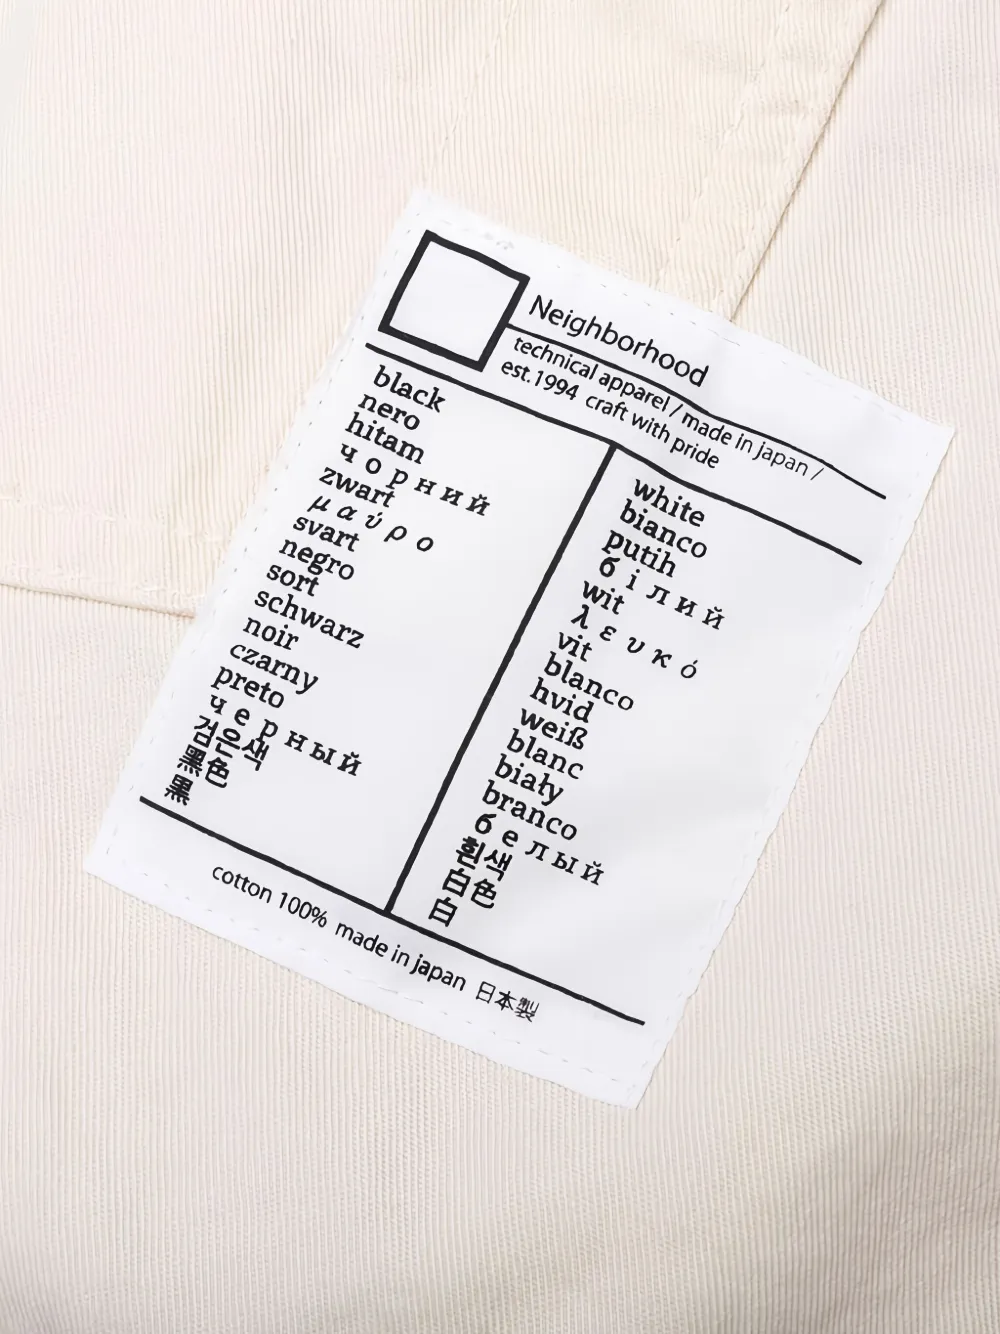 Neighborhood
technical apparel / made in japan /
est.1994 craft with pride
black
nero
hitam
чорний
zwart
μαύρο
svart
negro
sort
schwarz
noir
czarny
preto
черный
검은색
黑色
黒
white
bianco
putih
білий
wit
λευκό
vit
blanco
hvid
weiß
blanc
biały
branco
белый
흰색
白色
白
cotton 100% made in japan 日本製